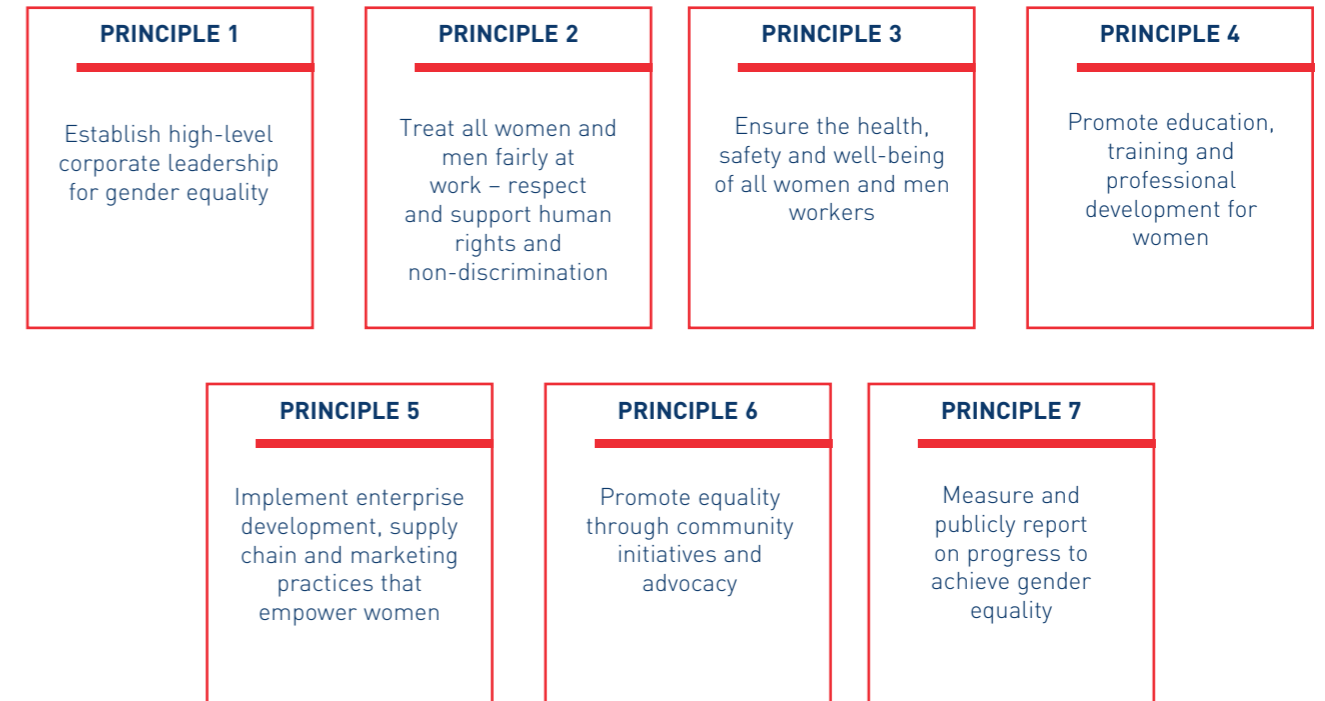 PRINCIPLE 1
Establish high-level
corporate leadership
for gender equality
PRINCIPLE 2
Treat all women and
men fairly at
work – respect
and support human
rights and
non-discrimination
PRINCIPLE 3
Ensure the health,
safety and well-being
of all women and men
workers
PRINCIPLE 4
Promote education,
training and
professional
development for
women
PRINCIPLE 5
Implement enterprise
development, supply
chain and marketing
practices that
empower women
PRINCIPLE 6
Promote equality
through community
initiatives and
advocacy
PRINCIPLE 7
Measure and
publicly report
on progress to
achieve gender
equality